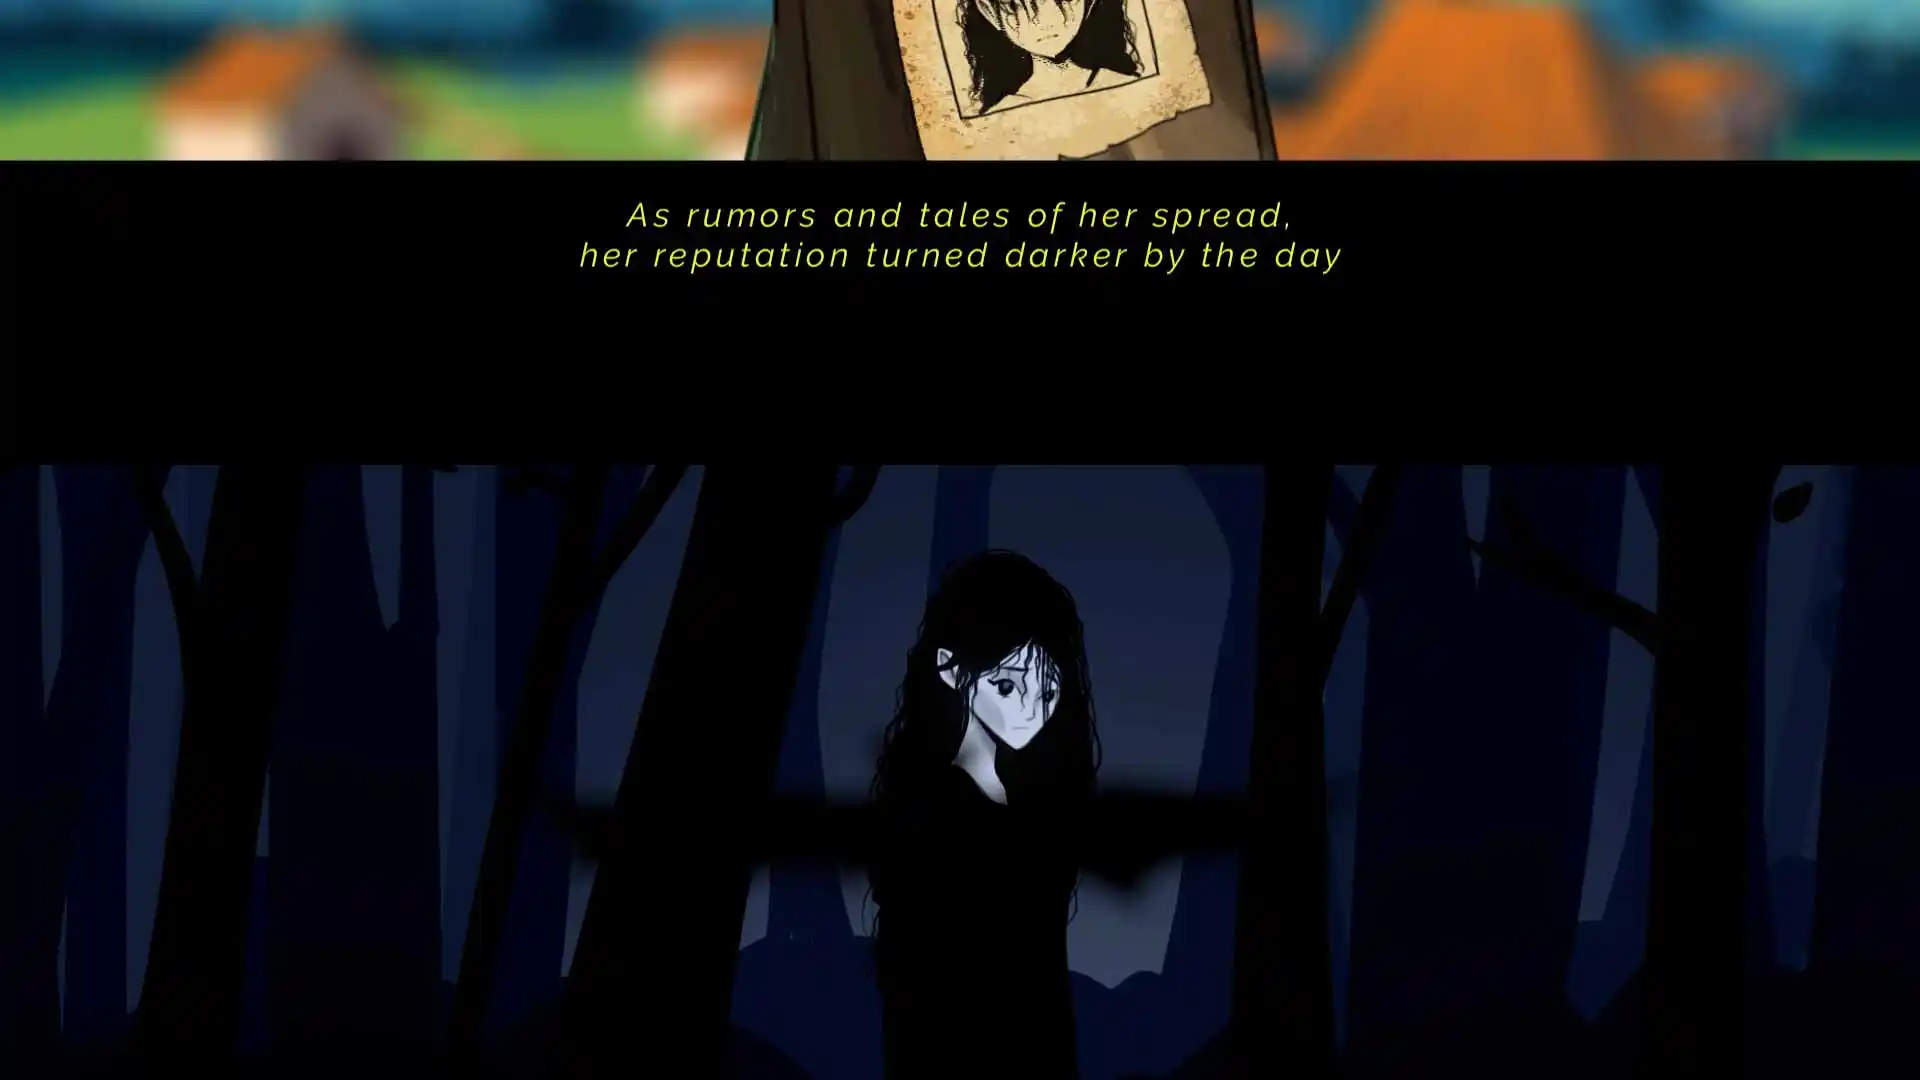 As rumors and tales of her spread,
her reputation turned darker by the day